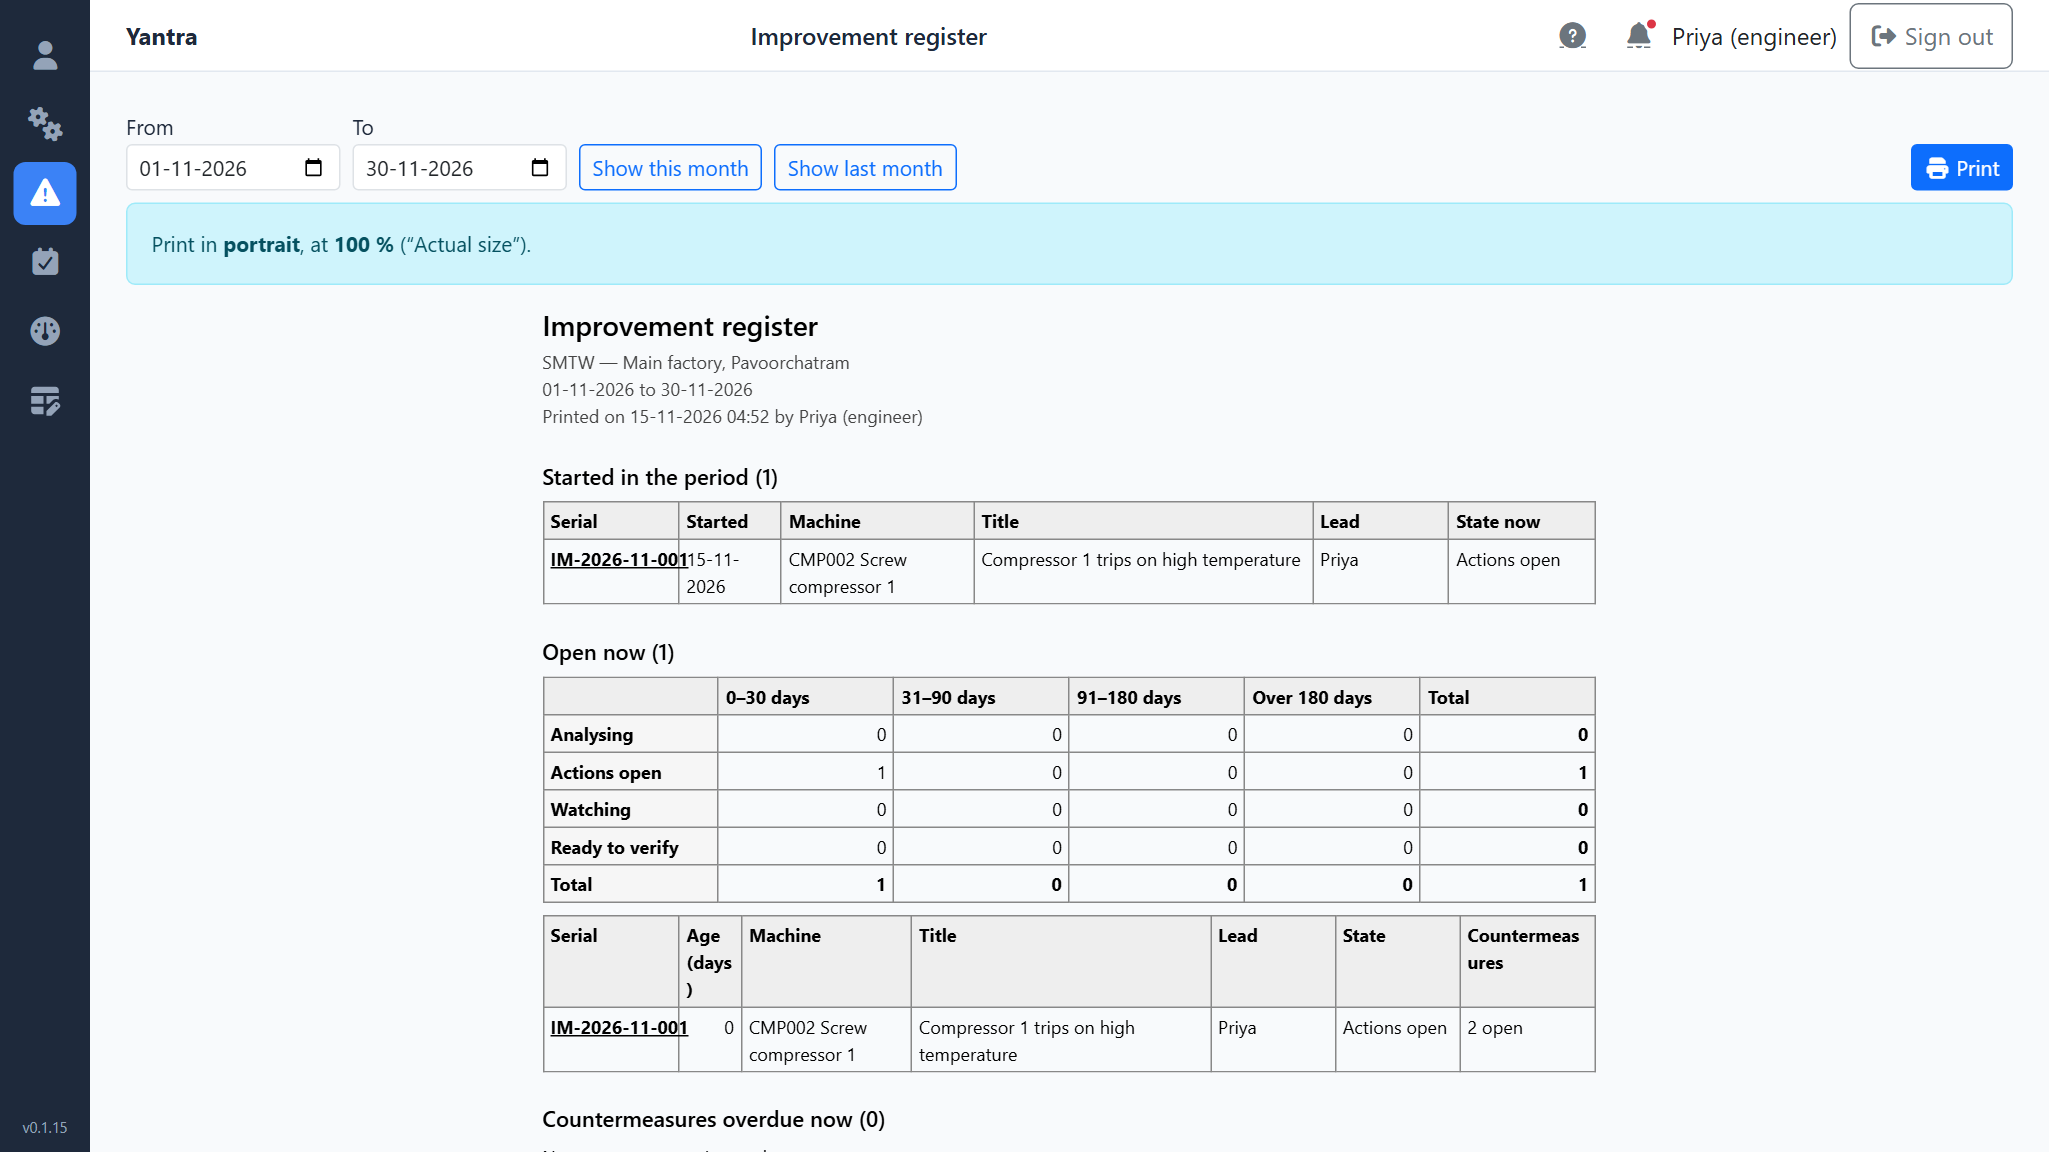 Yantra
Improvement register
Priya (engineer)
Sign out
From
To
01-11-2026
30-11-2026
Show this month
Show last month
Print
Print in portrait, at 100 % (“Actual size”).
Improvement register
SMTW — Main factory, Pavoorchatram
01-11-2026 to 30-11-2026
Printed on 15-11-2026 04:52 by Priya (engineer)
Started in the period (1)
Serial Started Machine Title Lead State now
IM-2026-11-001 15-11- CMP002 Screw Compressor 1 trips on high temperature Priya Actions open
2026 compressor 1
Open now (1)
0–30 days 31–90 days 91–180 days Over 180 days Total
Analysing 0 0 0 0 0
Actions open 1 0 0 0 1
Watching 0 0 0 0 0
Ready to verify 0 0 0 0 0
Total 1 0 0 0 1
Serial Age Machine Title Lead State Countermeas
(days ures
)
IM-2026-11-001 0 CMP002 Screw Compressor 1 trips on high Priya Actions open 2 open
compressor 1 temperature
Countermeasures overdue now (0)
v0.1.15